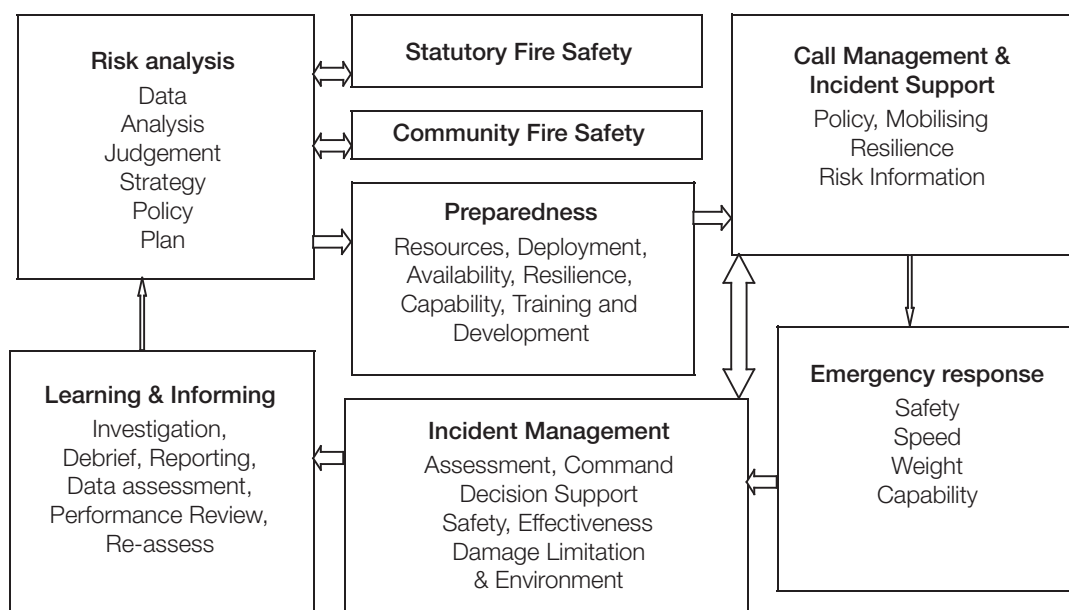 Risk analysis
Data
Analysis
Judgement
Strategy
Policy
Plan
Statutory Fire Safety
Community Fire Safety
Preparedness
Resources, Deployment,
Availability, Resilience,
Capability, Training and
Development
Call Management &
Incident Support
Policy, Mobilising
Resilience
Risk Information
Emergency response
Safety
Speed
Weight
Capability
Incident Management
Assessment, Command
Decision Support
Safety, Effectiveness
Damage Limitation
& Environment
Learning & Informing
Investigation,
Debrief, Reporting,
Data assessment,
Performance Review,
Re-assess